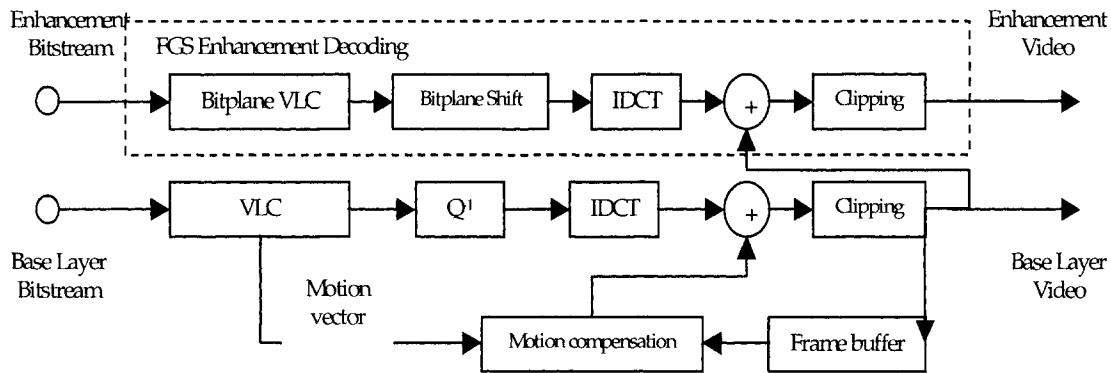 Enhancement
Bitstream
FGS Enhancement Decoding
Enhancement
Video
Bitplane VLC
Bitplane Shift
IDCT
+
Clipping
VLC
Q-1
IDCT
+
Clipping
Base Layer
Bitstream
Motion
vector
Base Layer
Video
Motion compensation
Frame buffer